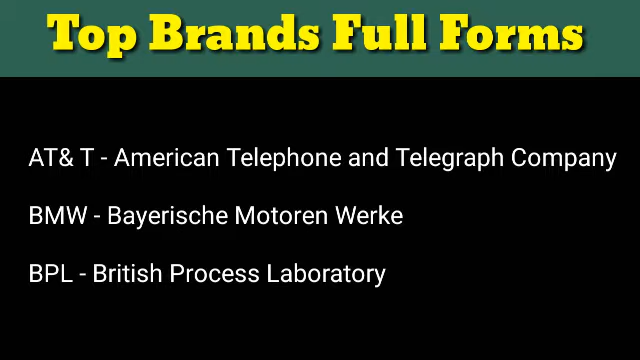 Top Brands Full Forms
AT& T - American Telephone and Telegraph Company
BMW - Bayerische Motoren Werke
BPL - British Process Laboratory